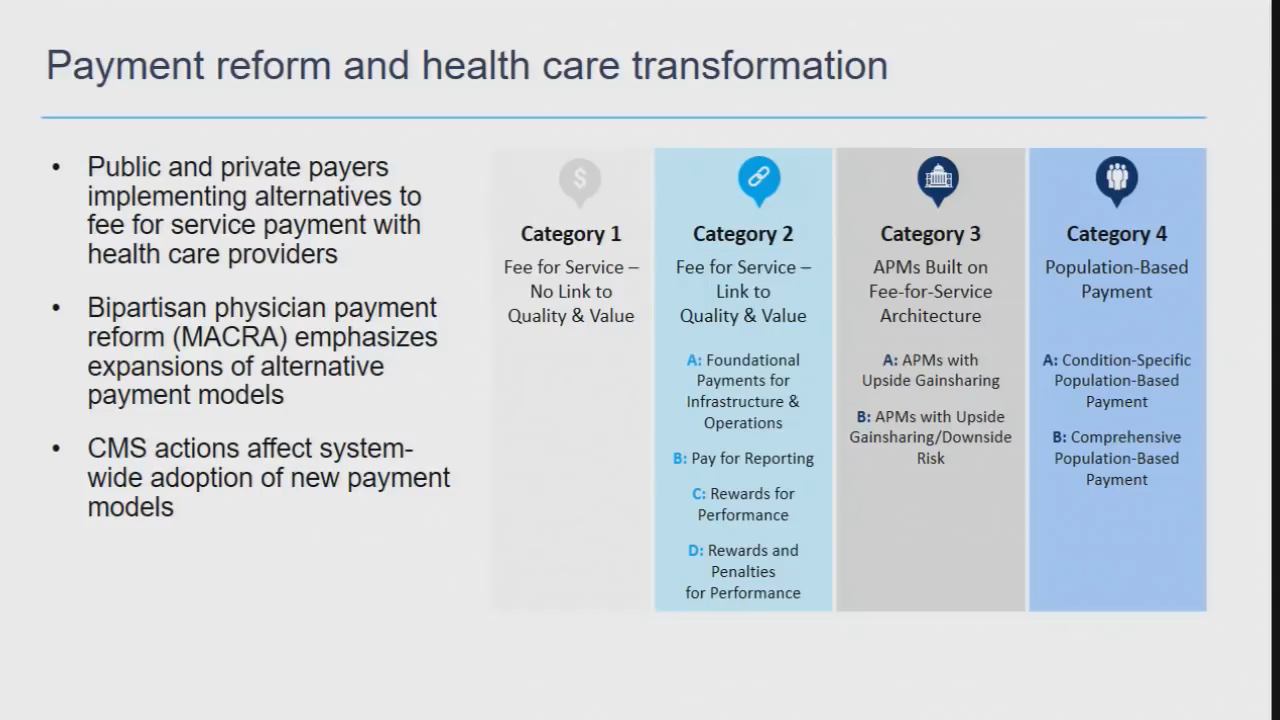 Payment reform and health care transformation
• Public and private payers
implementing alternatives to
fee for service payment with
health care providers
• Bipartisan physician payment
reform (MACRA) emphasizes
expansions of alternative
payment models
• CMS actions affect system-
wide adoption of new payment
models
$
Category 1
Fee for Service –
No Link to
Quality & Value
Category 2
Fee for Service –
Link to
Quality & Value
A: Foundational
Payments for
Infrastructure &
Operations
B: Pay for Reporting
C: Rewards for
Performance
D: Rewards and
Penalties
for Performance
Category 3
APMs Built on
Fee-for-Service
Architecture
A: APMs with
Upside Gainsharing
B: APMs with Upside
Gainsharing/Downside
Risk
Category 4
Population-Based
Payment
A: Condition-Specific
Population-Based
Payment
B: Comprehensive
Population-Based
Payment